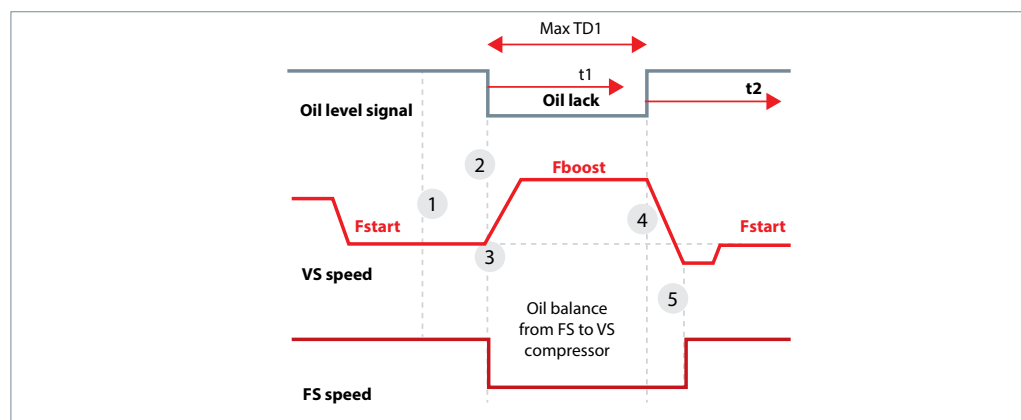 Max TD1
t1
t2
Oil lack
Oil level signal
2
Fboost
1
Fstart
4
Fstart
3
VS speed
5
Oil balance
from FS to VS
compressor
FS speed